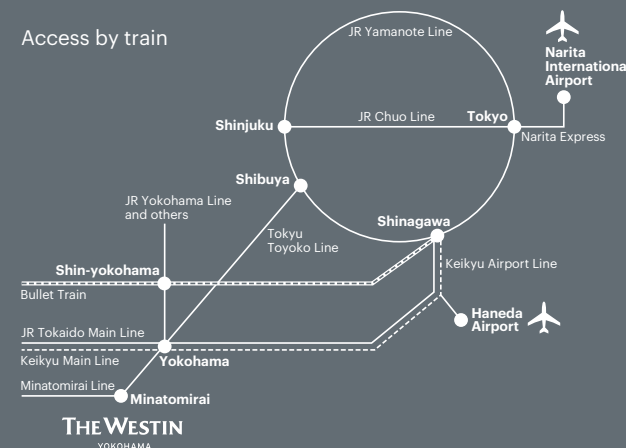 Access by train
JR Yamanote Line
Narita
International
Airport
Shinjuku
JR Chuo Line
Tokyo
Narita Express
Shibuya
JR Yokohama Line
and others
Shinagawa
Tokyu
Toyoko Line
Shin-yokohama
Keikyu Airport Line
Bullet Train
Haneda
Airport
JR Tokaido Main Line
Keikyu Main Line
Yokohama
Minatomirai Line
Minatomirai
THE WESTIN
YOKOHAMA